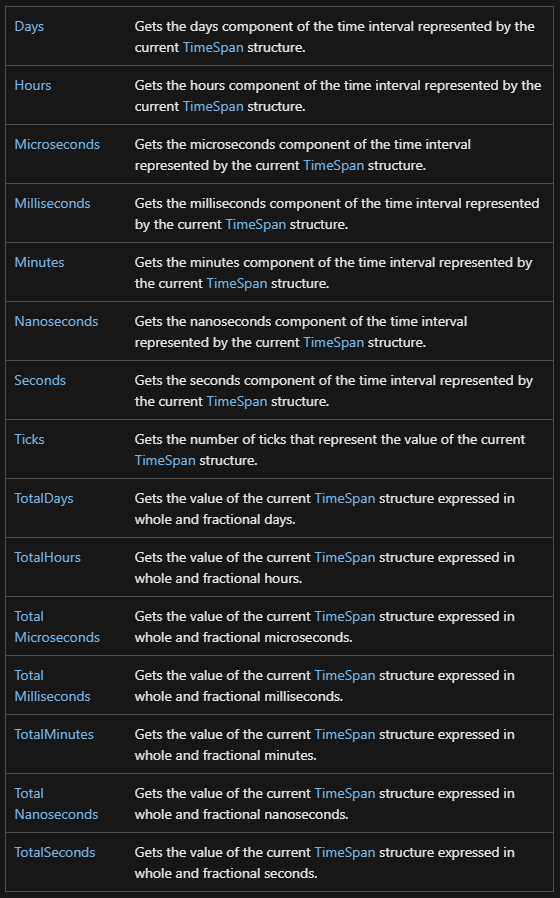 Days
Gets the days component of the time interval represented by the
current TimeSpan structure.
Hours
Gets the hours component of the time interval represented by the
current TimeSpan structure.
Microseconds
Gets the microseconds component of the time interval
represented by the current TimeSpan structure.
Milliseconds
Gets the milliseconds component of the time interval represented
by the current TimeSpan structure.
Minutes
Gets the minutes component of the time interval represented by
the current TimeSpan structure.
Nanoseconds
Gets the nanoseconds component of the time interval
represented by the current TimeSpan structure.
Seconds
Gets the seconds component of the time interval represented by
the current TimeSpan structure.
Ticks
Gets the number of ticks that represent the value of the current
TimeSpan structure.
TotalDays
Gets the value of the current TimeSpan structure expressed in
whole and fractional days.
TotalHours
Gets the value of the current TimeSpan structure expressed in
whole and fractional hours.
Total
Microseconds
Gets the value of the current TimeSpan structure expressed in
whole and fractional microseconds.
Total
Milliseconds
Gets the value of the current TimeSpan structure expressed in
whole and fractional milliseconds.
TotalMinutes
Gets the value of the current TimeSpan structure expressed in
whole and fractional minutes.
Total
Nanoseconds
Gets the value of the current TimeSpan structure expressed in
whole and fractional nanoseconds.
TotalSeconds
Gets the value of the current TimeSpan structure expressed in
whole and fractional seconds.